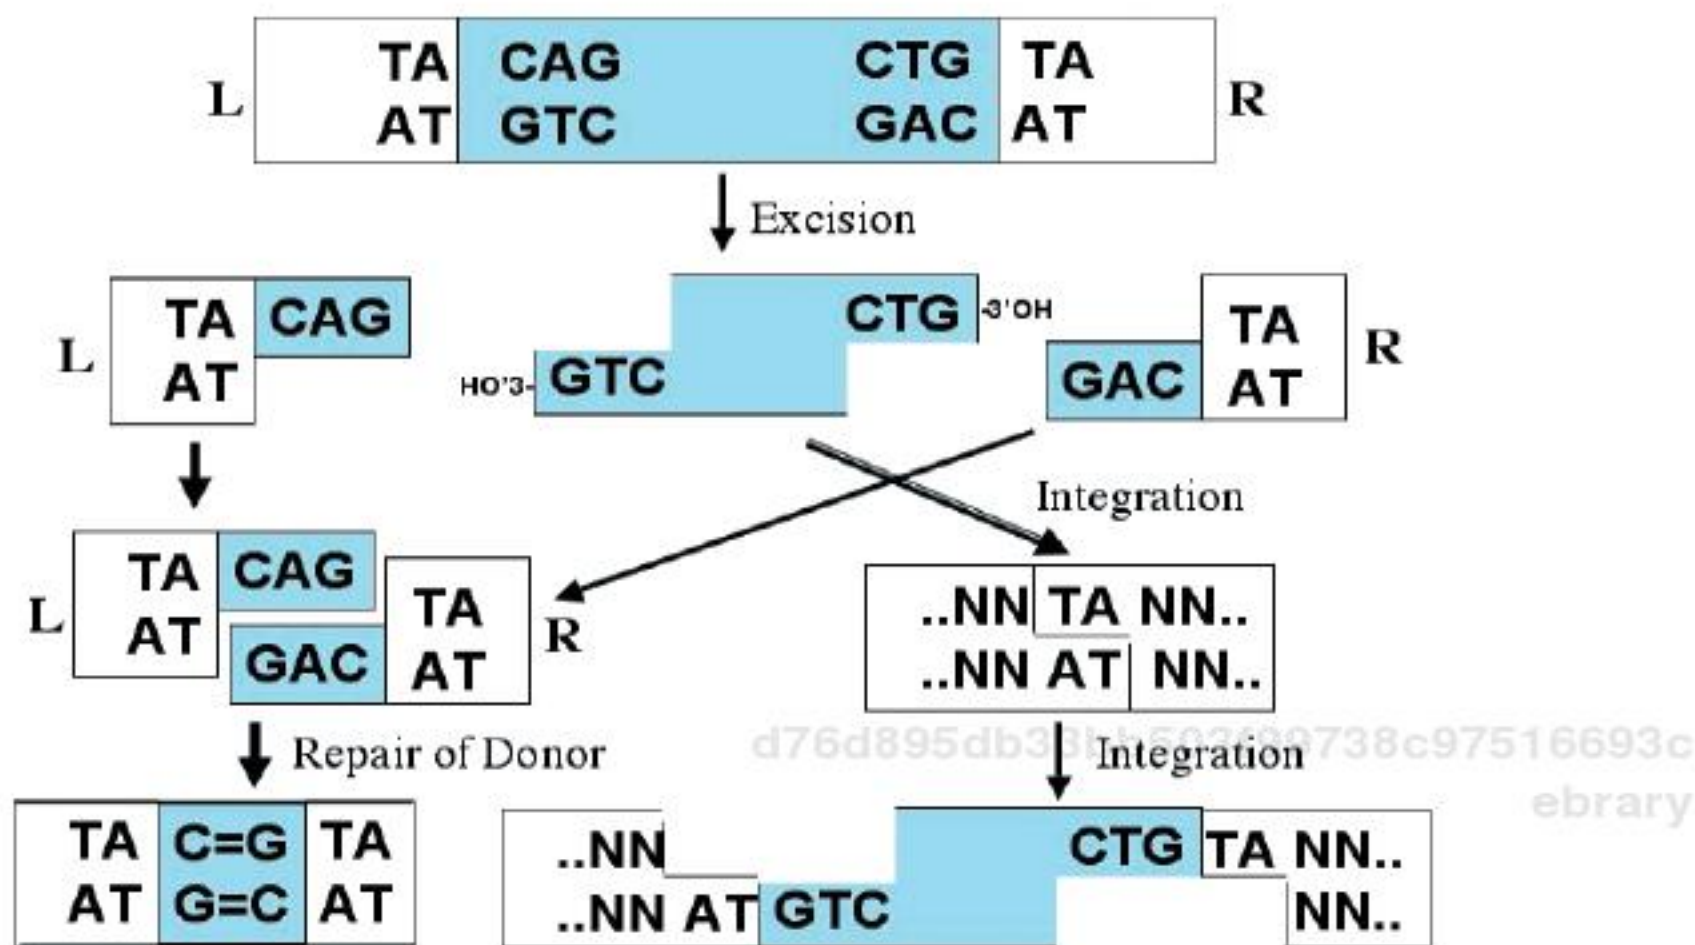 TA CAG CTG TA
L R
AT GTC GAC AT
Excision
TA CAG CTG -3'OH TA
L R
AT HO'3- GTC GAC AT
Integration
TA CAG TA ..NN TA NN..
L R
AT GAC AT ..NN AT NN..
Repair of Donor Integration
ebrary
TA C=G TA ..NN CTG TA NN..
AT G=C AT ..NN AT GTC NN..